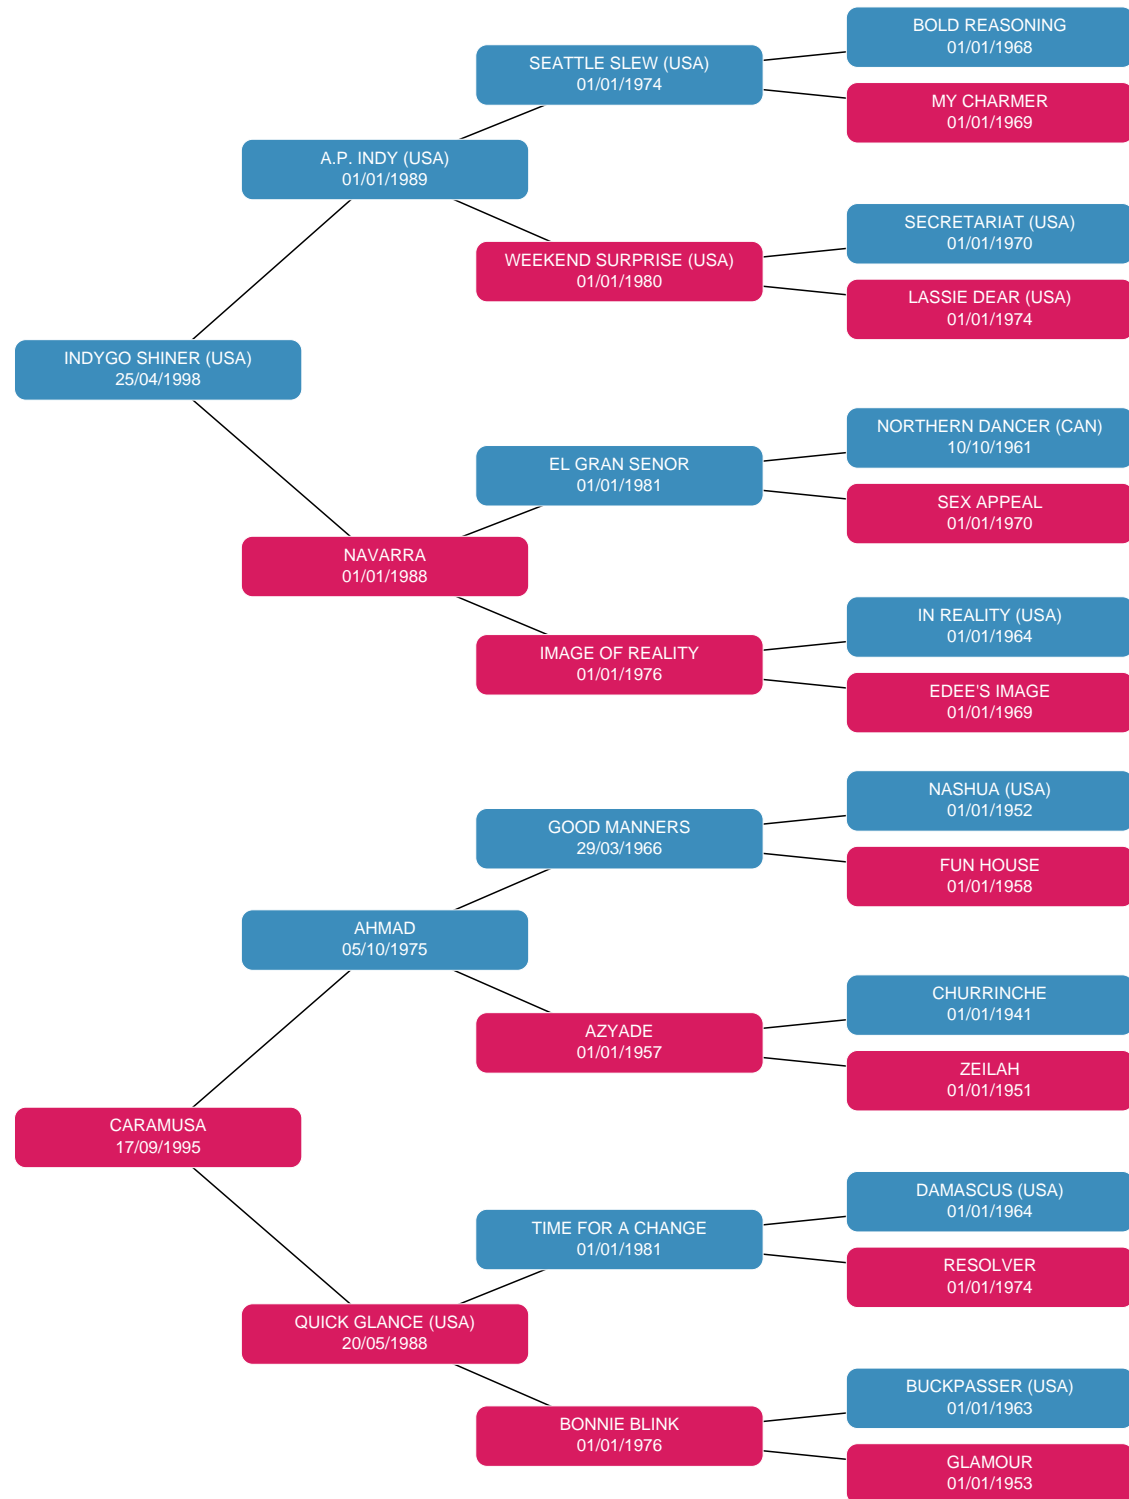 BOLD REASONING
01/01/1968
SEATTLE SLEW (USA)
01/01/1974
MY CHARMER
01/01/1969
A.P. INDY (USA)
01/01/1989
SECRETARIAT (USA)
01/01/1970
WEEKEND SURPRISE (USA)
01/01/1980
LASSIE DEAR (USA)
01/01/1974
INDYGO SHINER (USA)
25/04/1998
NORTHERN DANCER (CAN)
10/10/1961
EL GRAN SENOR
01/01/1981
SEX APPEAL
01/01/1970
NAVARRA
01/01/1988
IN REALITY (USA)
01/01/1964
IMAGE OF REALITY
01/01/1976
EDEE'S IMAGE
01/01/1969
NASHUA (USA)
01/01/1952
GOOD MANNERS
29/03/1966
FUN HOUSE
01/01/1958
AHMAD
05/10/1975
CHURRINCHE
01/01/1941
AZYADE
01/01/1957
ZEILAH
01/01/1951
CARAMUSA
17/09/1995
DAMASCUS (USA)
01/01/1964
TIME FOR A CHANGE
01/01/1981
RESOLVER
01/01/1974
QUICK GLANCE (USA)
20/05/1988
BUCKPASSER (USA)
01/01/1963
BONNIE BLINK
01/01/1976
GLAMOUR
01/01/1953